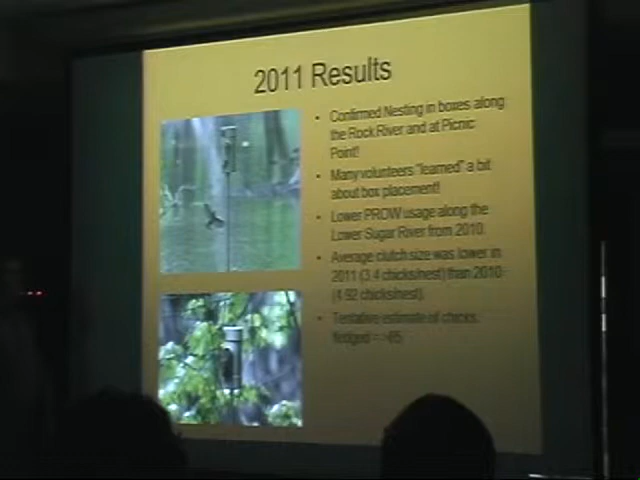 2011 Results
• Confirmed Nesting in boxes along
the Rock River and at Picnic
Point!
• Many volunteers "learned" a bit
about box placement!
• Lower PROW usage along the
Lower Sugar River from 2010.
• Average clutch size was lower in
2011 (3.4 chicks/nest) than 2010
(4.92 chicks/nest).
• Tentative estimate of chicks
fledged =